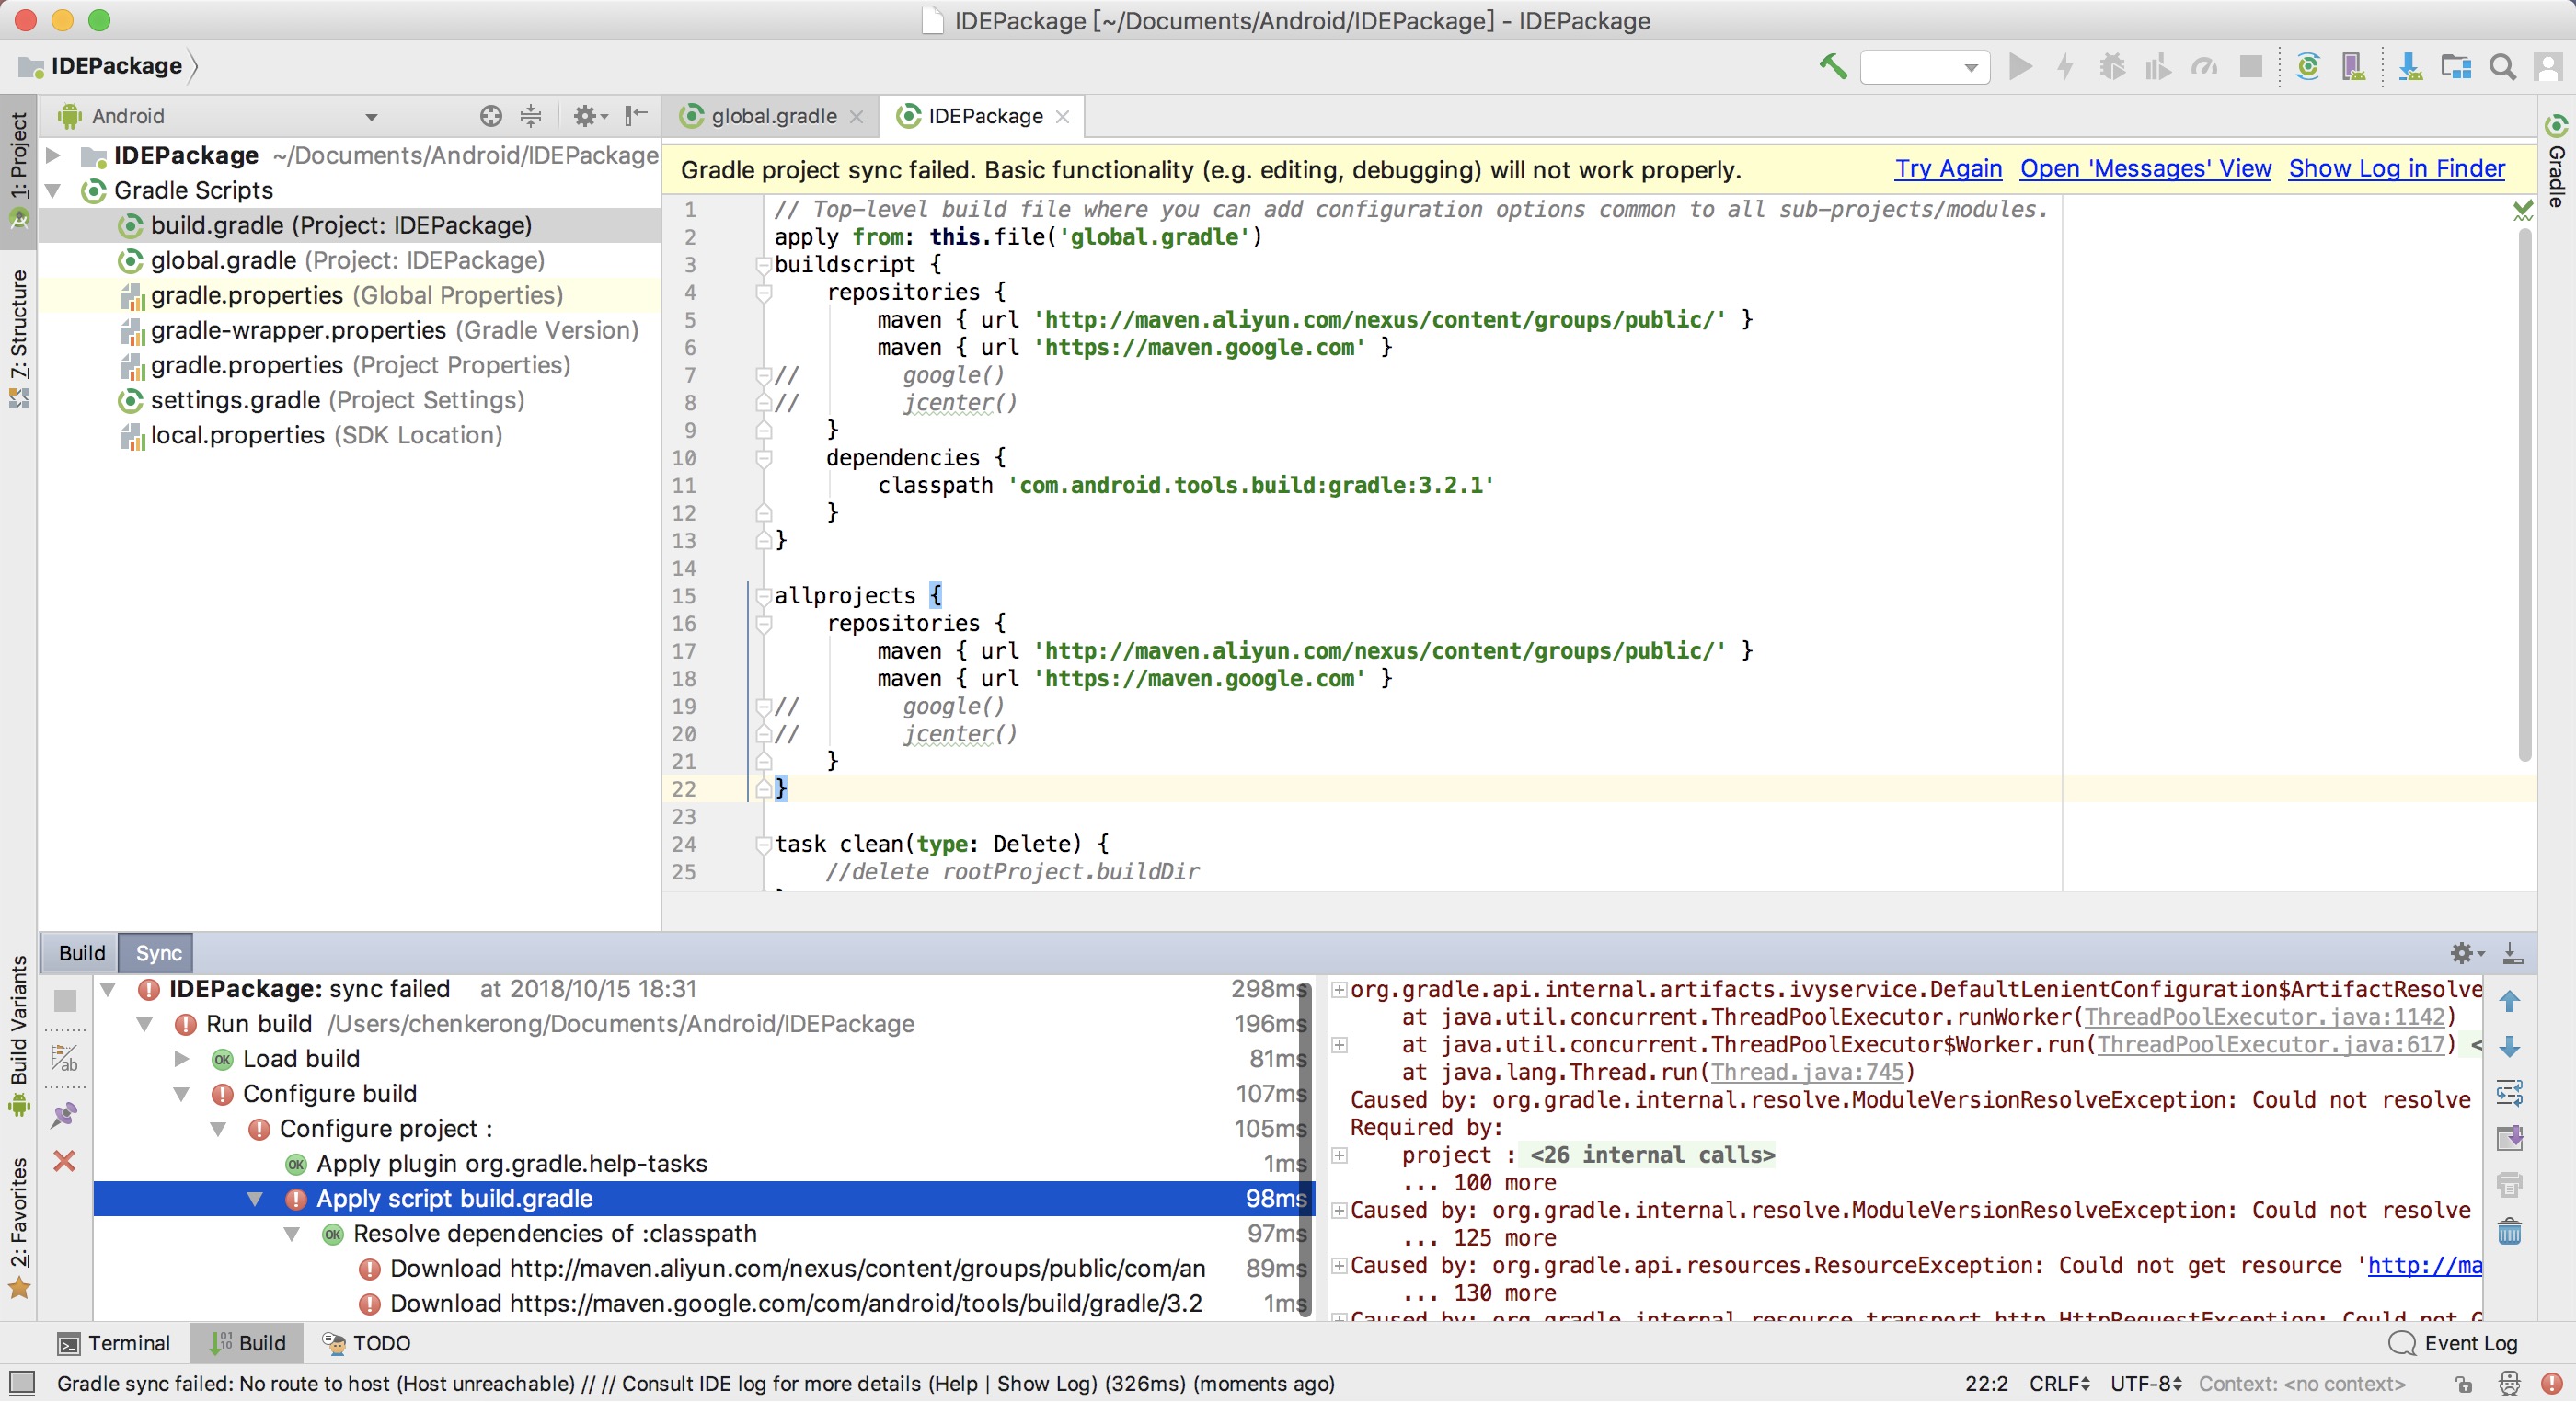 IDEPackage [~/Documents/Android/IDEPackage] - IDEPackage
IDEPackage
1: Project
7: Structure
Build Variants
2: Favorites
Android
IDEPackage ~/Documents/Android/IDEPackage
Gradle Scripts
build.gradle (Project: IDEPackage)
global.gradle (Project: IDEPackage)
gradle.properties (Global Properties)
gradle-wrapper.properties (Gradle Version)
gradle.properties (Project Properties)
settings.gradle (Project Settings)
local.properties (SDK Location)
global.gradle
IDEPackage
Gradle
Gradle project sync failed. Basic functionality (e.g. editing, debugging) will not work properly.
Try Again Open 'Messages' View Show Log in Finder
1 // Top-level build file where you can add configuration options common to all sub-projects/modules.
2 apply from: this.file('global.gradle')
3 buildscript {
4 repositories {
5 maven { url 'http://maven.aliyun.com/nexus/content/groups/public/' }
6 maven { url 'https://maven.google.com' }
7 // google()
8 // jcenter()
9 }
10 dependencies {
11 classpath 'com.android.tools.build:gradle:3.2.1'
12 }
13 }
14
15 allprojects {
16 repositories {
17 maven { url 'http://maven.aliyun.com/nexus/content/groups/public/' }
18 maven { url 'https://maven.google.com' }
19 // google()
20 // jcenter()
21 }
22 }
23
24 task clean(type: Delete) {
25 //delete rootProject.buildDir
Build Sync
IDEPackage: sync failed at 2018/10/15 18:31 298ms
Run build /Users/chenkerong/Documents/Android/IDEPackage 196ms
OK Load build 81ms
Configure build 107ms
Configure project : 105ms
OK Apply plugin org.gradle.help-tasks 1ms
Apply script build.gradle 98ms
OK Resolve dependencies of :classpath 97ms
Download http://maven.aliyun.com/nexus/content/groups/public/com/an 89ms
Download https://maven.google.com/com/android/tools/build/gradle/3.2 1ms
org.gradle.api.internal.artifacts.ivyservice.DefaultLenientConfiguration$ArtifactResolve
at java.util.concurrent.ThreadPoolExecutor.runWorker(ThreadPoolExecutor.java:1142)
at java.util.concurrent.ThreadPoolExecutor$Worker.run(ThreadPoolExecutor.java:617) <
at java.lang.Thread.run(Thread.java:745)
Caused by: org.gradle.internal.resolve.ModuleVersionResolveException: Could not resolve
Required by:
project : <26 internal calls>
... 100 more
Caused by: org.gradle.internal.resolve.ModuleVersionResolveException: Could not resolve
... 125 more
Caused by: org.gradle.api.resources.ResourceException: Could not get resource 'http://ma
... 130 more
Caused by: org.gradle.internal.resource.transport.http.HttpRequestException: Could not G
Terminal Build TODO Event Log
Gradle sync failed: No route to host (Host unreachable) // // Consult IDE log for more details (Help | Show Log) (326ms) (moments ago)
22:2 CRLF UTF-8 Context: <no context>